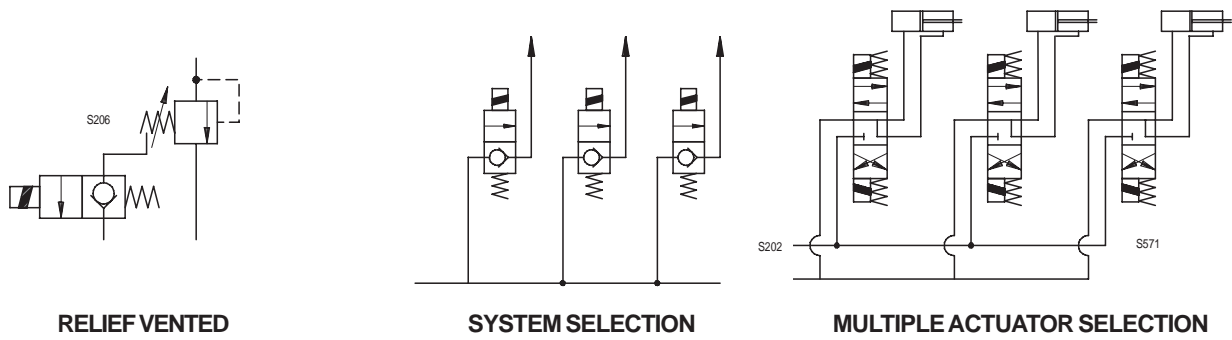 S206
S202
S571
RELIEF VENTED
SYSTEM SELECTION
MULTIPLE ACTUATOR SELECTION